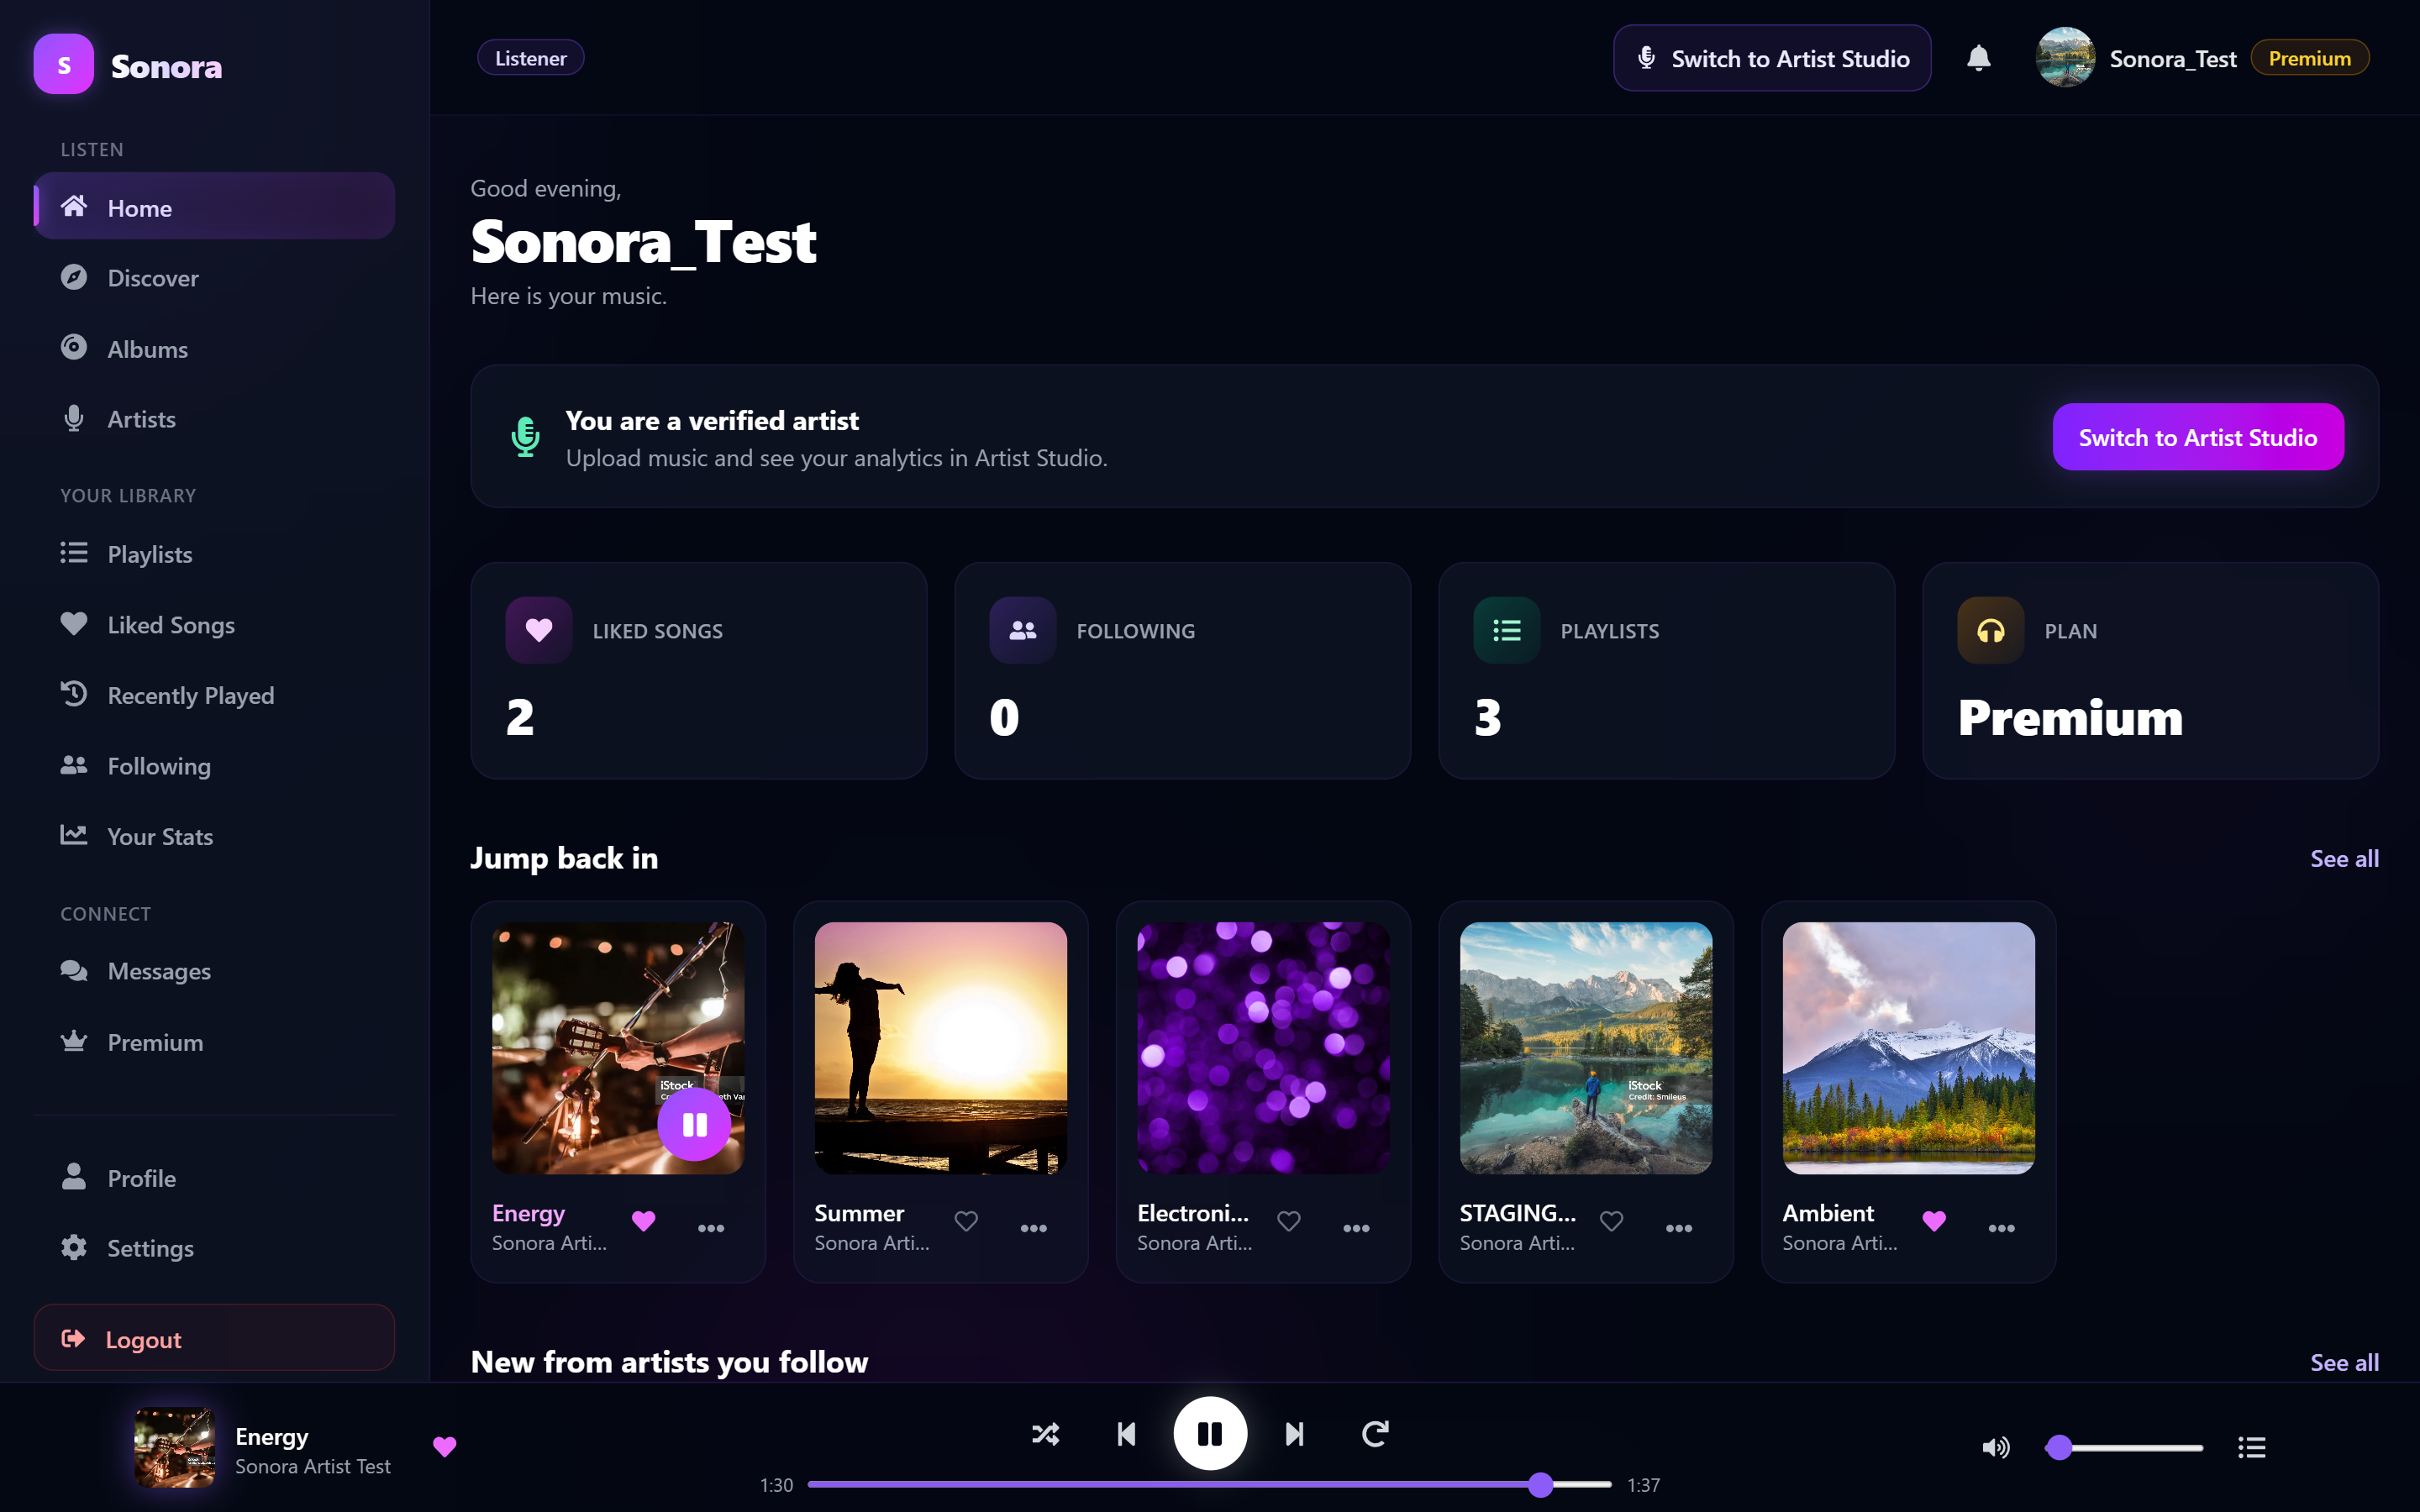 S
Sonora
LISTEN
Home
Discover
Albums
Artists
YOUR LIBRARY
Playlists
Liked Songs
Recently Played
Following
Your Stats
CONNECT
Messages
Premium
Profile
Settings
Logout
Listener
Switch to Artist Studio
Sonora_Test
Premium
Good evening,
Sonora_Test
Here is your music.
You are a verified artist
Upload music and see your analytics in Artist Studio.
Switch to Artist Studio
LIKED SONGS
2
FOLLOWING
0
PLAYLISTS
3
PLAN
Premium
Jump back in
See all
iStock
Energy
Sonora Arti...
Summer
Sonora Arti...
Electroni...
Sonora Arti...
iStock
Credit: Smileus
STAGING...
Sonora Arti...
Ambient
Sonora Arti...
New from artists you follow
See all
Energy
Sonora Artist Test
1:30
1:37